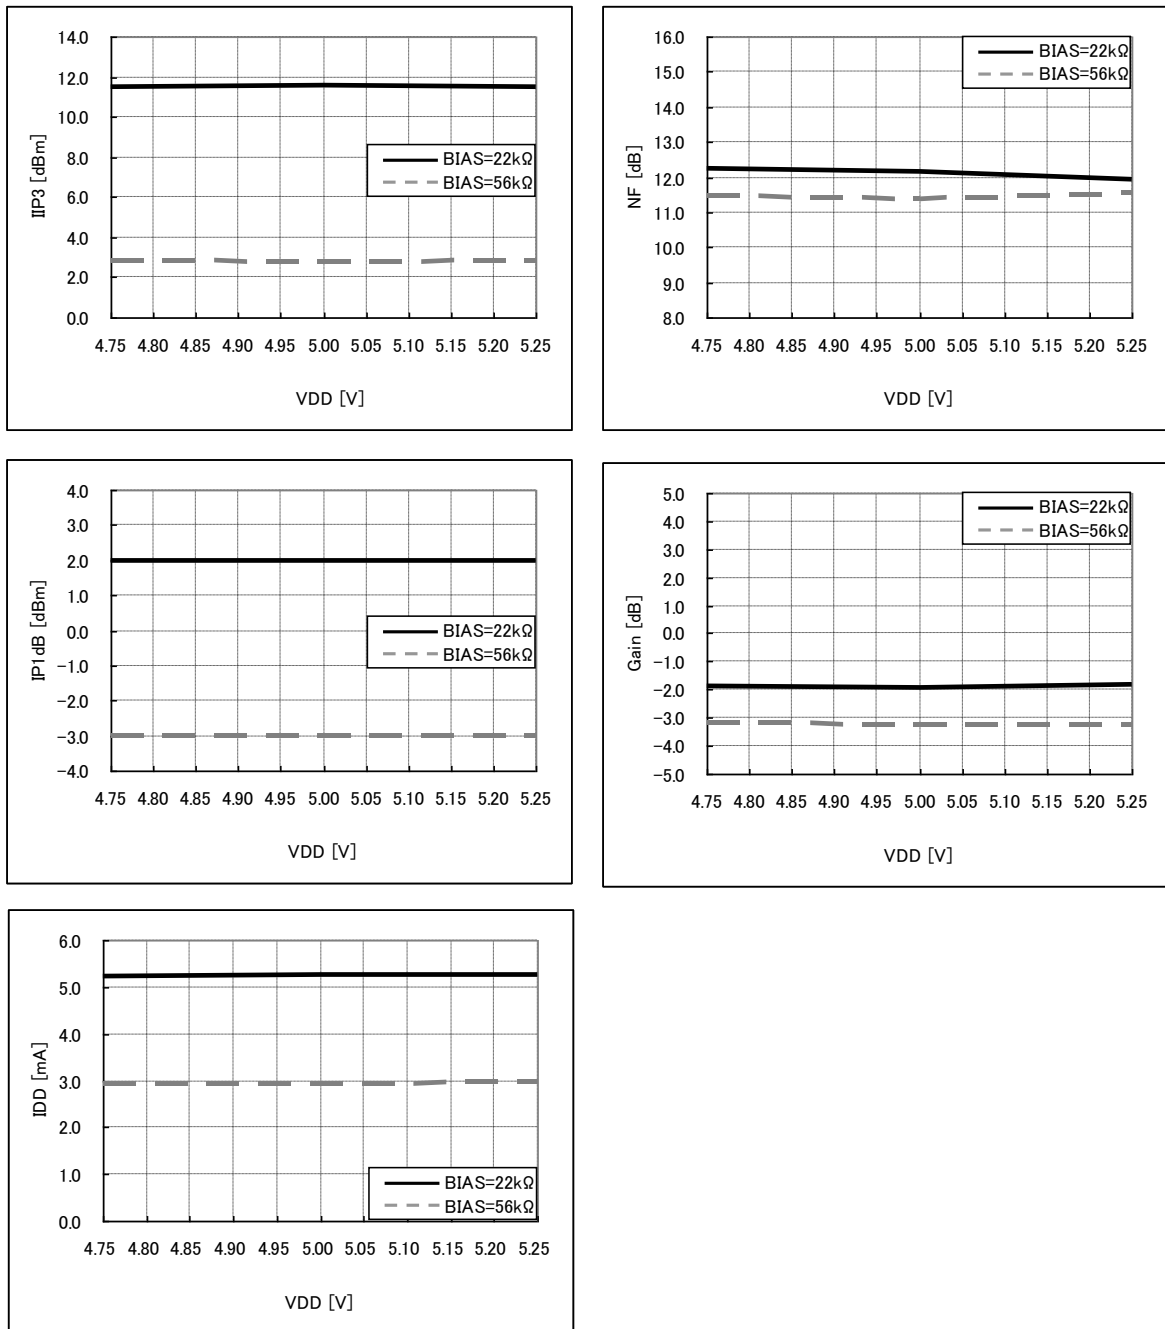 14.0
12.0
10.0
8.0
6.0
4.0
2.0
0.0
IIP3 [dBm]
BIAS=22kΩ
BIAS=56kΩ
4.75 4.80 4.85 4.90 4.95 5.00 5.05 5.10 5.15 5.20 5.25
VDD [V]
16.0
15.0
14.0
13.0
12.0
11.0
10.0
9.0
8.0
NF [dB]
BIAS=22kΩ
BIAS=56kΩ
4.75 4.80 4.85 4.90 4.95 5.00 5.05 5.10 5.15 5.20 5.25
VDD [V]
4.0
3.0
2.0
1.0
0.0
−1.0
−2.0
−3.0
−4.0
IP1dB [dBm]
BIAS=22kΩ
BIAS=56kΩ
4.75 4.80 4.85 4.90 4.95 5.00 5.05 5.10 5.15 5.20 5.25
VDD [V]
5.0
4.0
3.0
2.0
1.0
0.0
−1.0
−2.0
−3.0
−4.0
−5.0
Gain [dB]
BIAS=22kΩ
BIAS=56kΩ
4.75 4.80 4.85 4.90 4.95 5.00 5.05 5.10 5.15 5.20 5.25
VDD [V]
6.0
5.0
4.0
3.0
2.0
1.0
0.0
IDD [mA]
BIAS=22kΩ
BIAS=56kΩ
4.75 4.80 4.85 4.90 4.95 5.00 5.05 5.10 5.15 5.20 5.25
VDD [V]